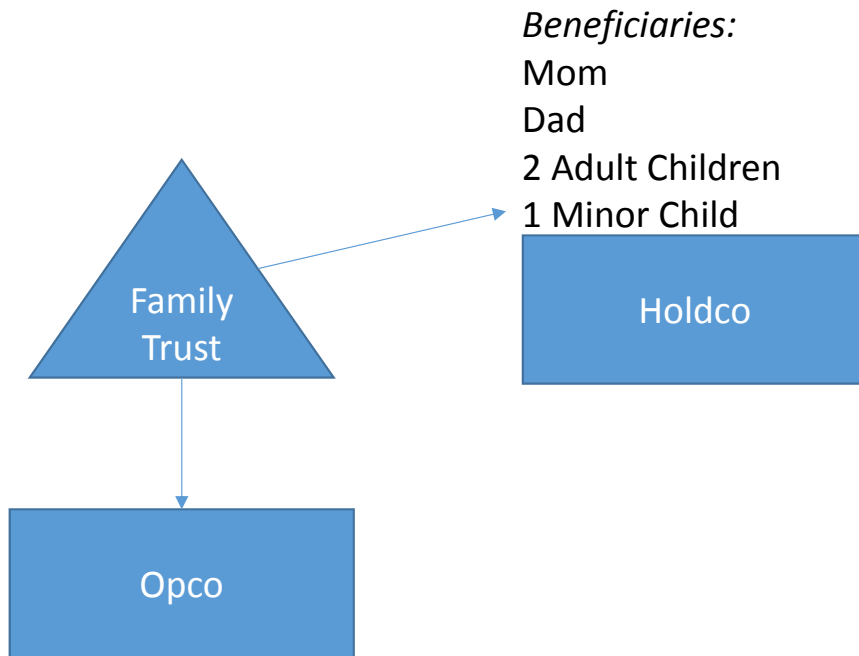 Beneficiaries:
Mom
Dad
2 Adult Children
1 Minor Child
Family
Trust
Holdco
Opco